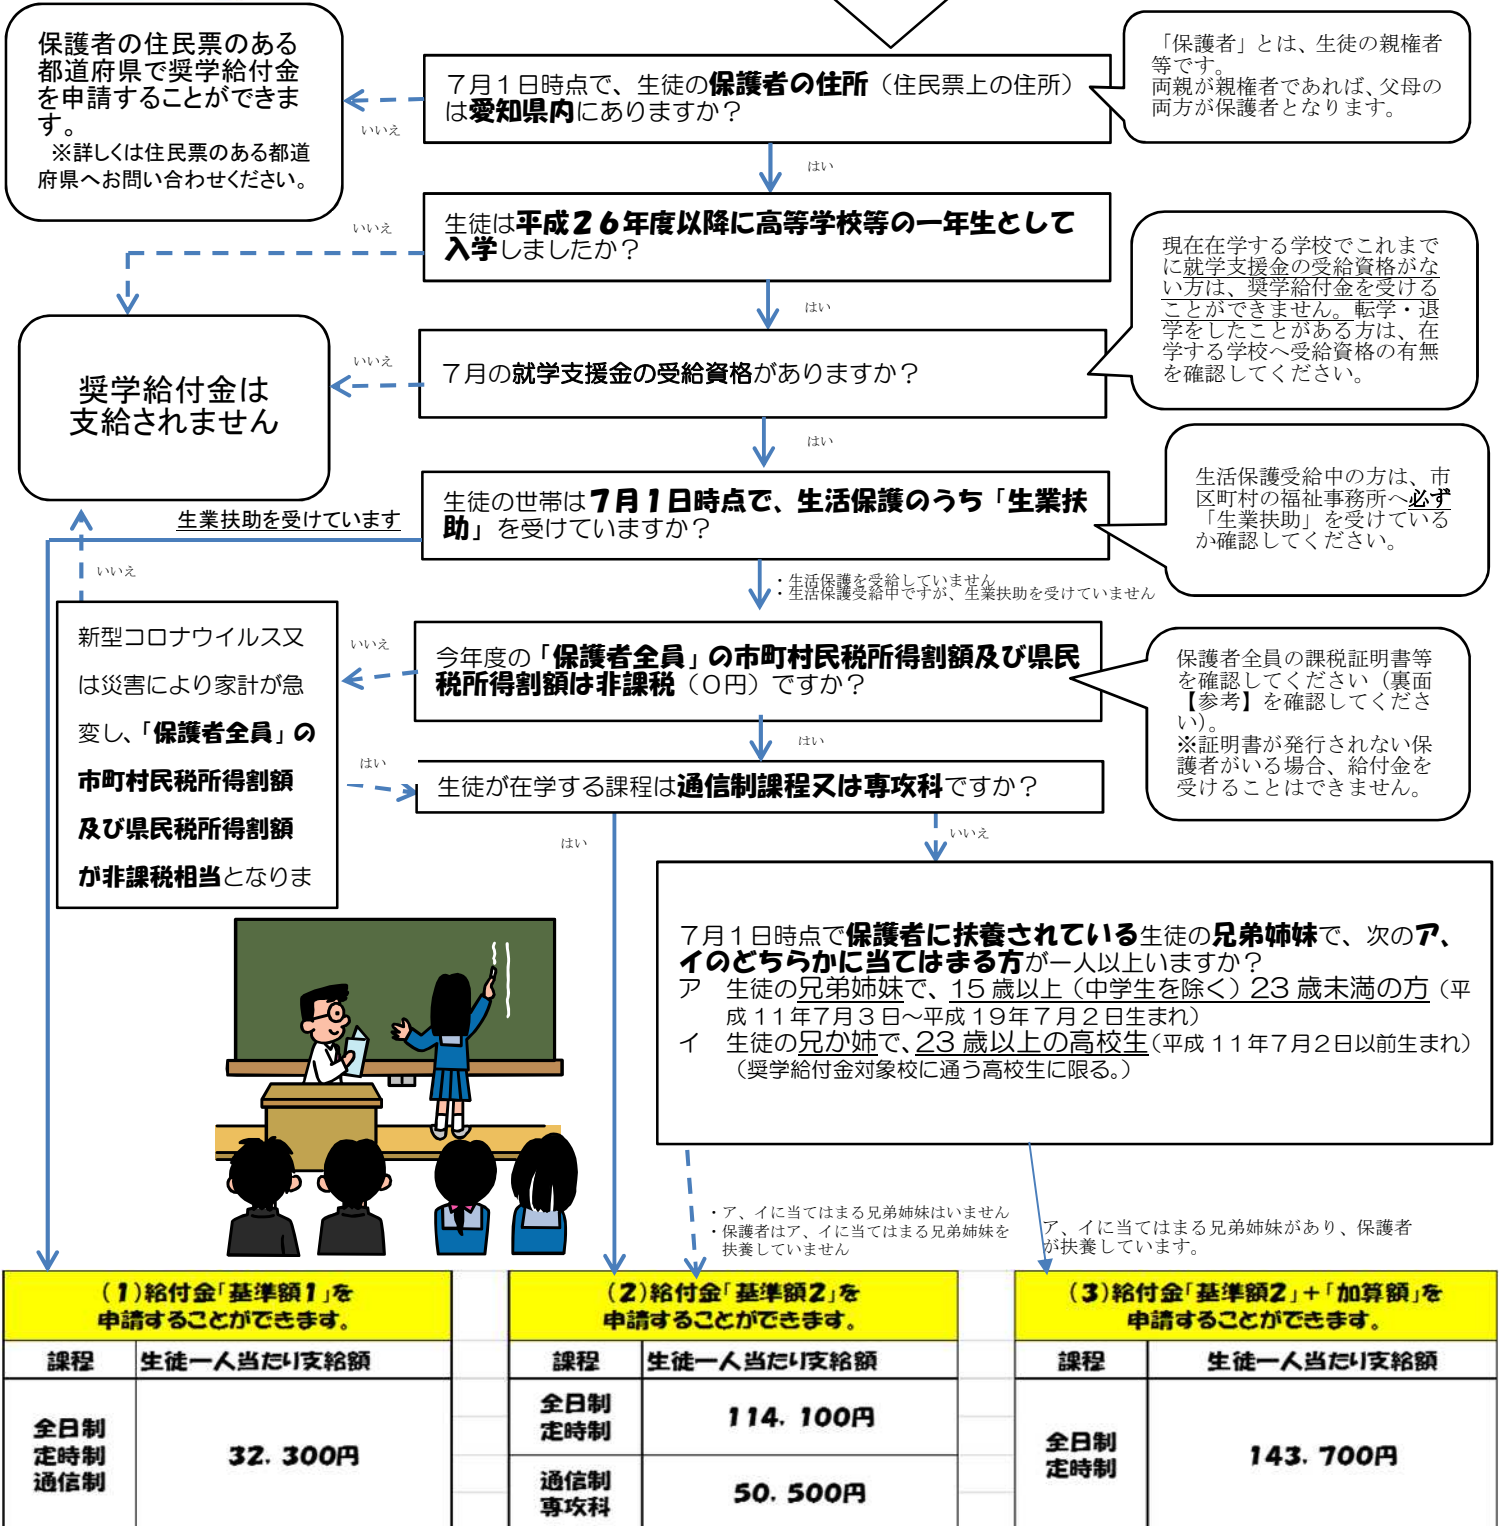 保護者の住民票のある
都道府県で奨学給付金
を申請することができま
す。
※詳しくは住民票のある都道
府県へお問い合わせください。
いいえ
7月1日時点で、生徒の保護者の住所（住民票上の住所）
は愛知県内にありますか？
「保護者」とは、生徒の親権者
等です。
両親が親権者であれば、父母の
両方が保護者となります。
はい
生徒は平成26年度以降に高等学校等の一年生として
入学しましたか？
いいえ
はい
現在在学する学校でこれまで
に就学支援金の受給資格がな
い方は、奨学給付金を受ける
ことができません。転学・退
学をしたことがある方は、在
学する学校へ受給資格の有無
を確認してください。
奨学給付金は
支給されません
いいえ
7月の就学支援金の受給資格がありますか？
はい
生徒の世帯は7月1日時点で、生活保護のうち「生業扶
助」を受けていますか？
生業扶助を受けています
生活保護受給中の方は、市
区町村の福祉事務所へ必ず
「生業扶助」を受けている
か確認してください。
いいえ
・生活保護を受給していません
・生活保護受給中ですが、生業扶助を受けていません
新型コロナウイルス又
は災害により家計が急
変し、「保護者全員」の
市町村民税所得割額
及び県民税所得割額
が非課税相当となりま
いいえ
今年度の「保護者全員」の市町村民税所得割額及び県民
税所得割額は非課税（0円）ですか？
保護者全員の課税証明書等
を確認してください（裏面
【参考】を確認してくださ
い）。
※証明書が発行されない保
護者がいる場合、給付金を
受けることはできません。
はい
はい
生徒が在学する課程は通信制課程又は専攻科ですか？
はい
いいえ
7月1日時点で保護者に扶養されている生徒の兄弟姉妹で、次のア、
イのどちらかに当てはまる方が一人以上いますか？
ア　生徒の兄弟姉妹で、15歳以上（中学生を除く）23歳未満の方（平
成11年7月3日～平成19年7月2日生まれ）
イ　生徒の兄か姉で、23歳以上の高校生（平成11年7月2日以前生まれ）
（奨学給付金対象校に通う高校生に限る。）
・ア、イに当てはまる兄弟姉妹はいません
・保護者はア、イに当てはまる兄弟姉妹を
扶養していません
ア、イに当てはまる兄弟姉妹があり、保護者
が扶養しています。
（1）給付金「基準額1」を
申請することができます。
課程　生徒一人当たり支給額
全日制
定時制
通信制
32,300円
（2）給付金「基準額2」を
申請することができます。
課程　生徒一人当たり支給額
全日制
定時制
114,100円
通信制
専攻科
50,500円
（3）給付金「基準額2」+「加算額」を
申請することができます。
課程　生徒一人当たり支給額
全日制
定時制
143,700円